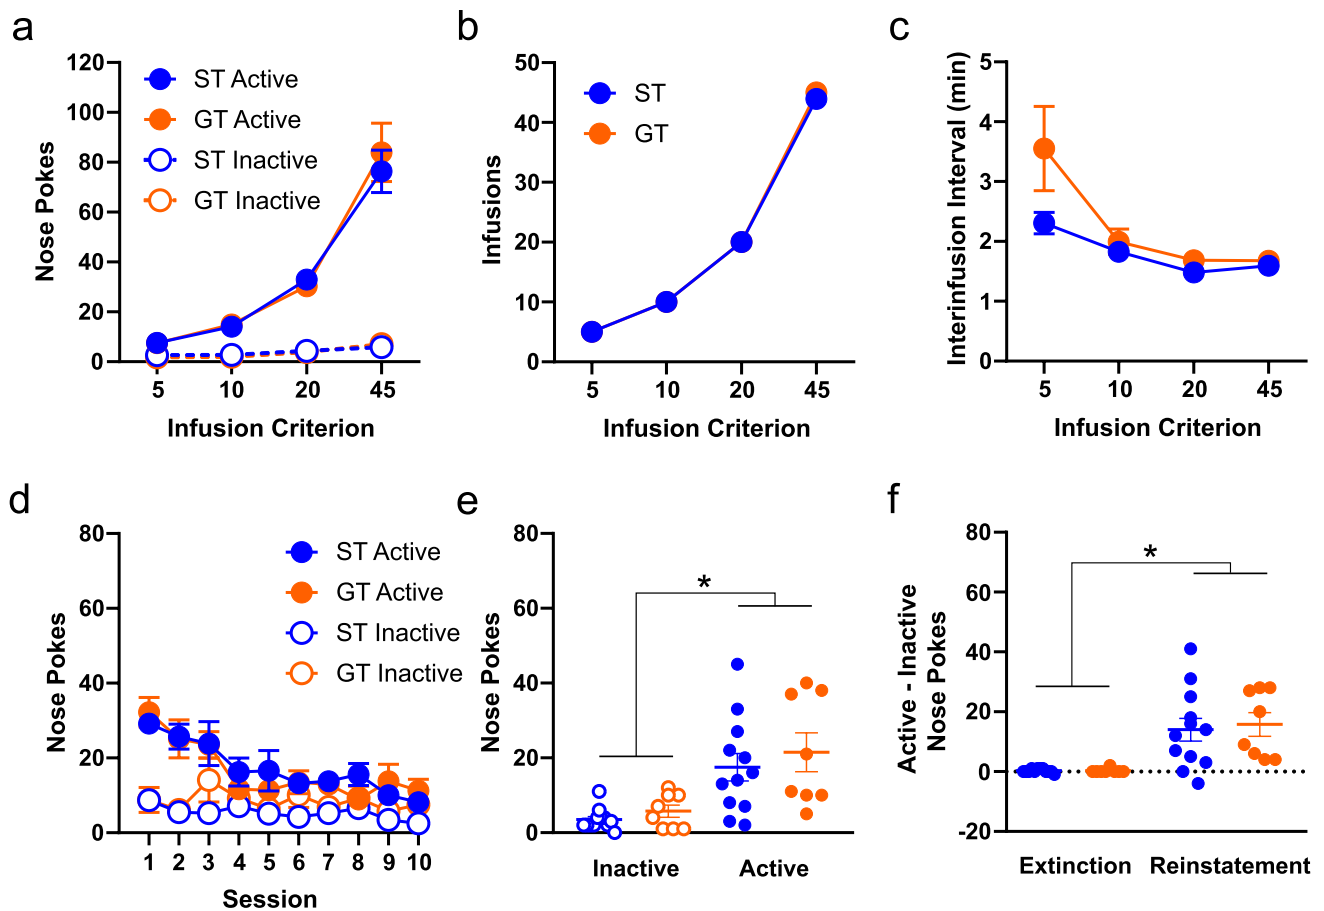 a
120
100
80
60
40
20
0
Nose Pokes
ST Active
GT Active
ST Inactive
GT Inactive
5 10 20 45
Infusion Criterion
b
50
40
30
20
10
0
Infusions
ST
GT
5 10 20 45
Infusion Criterion
c
5
4
3
2
1
0
Interinfusion Interval (min)
5 10 20 45
Infusion Criterion
d
80
60
40
20
0
Nose Pokes
ST Active
GT Active
ST Inactive
GT Inactive
1 2 3 4 5 6 7 8 9 10
Session
e
80
60
40
20
0
Nose Pokes
*
Inactive Active
f
80
60
40
20
0
-20
Active - Inactive
Nose Pokes
*
Extinction Reinstatement